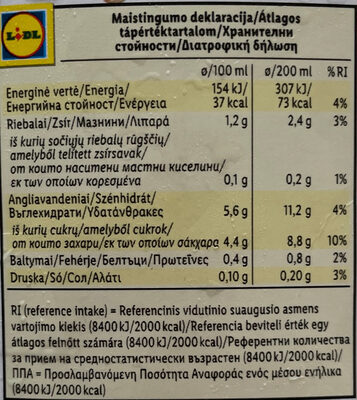 LIDL
Maistingumo deklaracija/Átlagos
tápértéktartalom/Хранителни
стойности/Διατροφική δήλωση
ø/100 ml ø/200 ml %RI
Energinė vertė/Energia/ 154 kJ/ 307 kJ/
Енергийна стойност/Ενέργεια 37 kcal 73 kcal 4%
Riebalai/Zsír/Мазнини/Λιπαρά 1,2 g 2,4 g 3%
iš kurių sočiųjų riebalų rūgščių/
amelyből telített zsírsavak/
от които наситени мастни киселини/
εκ των οποίων κορεσμένα 0,1 g 0,2 g 1%
Angliavandeniai/Szénhidrát/
Въглехидрати/Υδατάνθρακες 5,6 g 11,2 g 4%
iš kurių cukrų/amelyből cukrok/
от които захари/εκ των οποίων σάκχαρα 4,4 g 8,8 g 10%
Baltymai/Fehérje/Белтъци/Πρωτεΐνες 0,4 g 0,8 g 2%
Druska/Só/Сол/Αλάτι 0,10 g 0,20 g 3%
RI (reference intake) = Referencinis vidutinio suaugusio asmens
vartojimo kiekis (8400 kJ/2000 kcal)/Referencia beviteli érték egy
átlagos felnőtt számára (8400 kJ/2000 kcal)/Референтни количества
за прием на средностатистически възрастен (8400 kJ/2000 kcal)/
ΠΠΑ = Προσλαμβανόμενη Ποσότητα Αναφοράς ενός μέσου ενήλικα
(8400 kJ/2000 kcal)